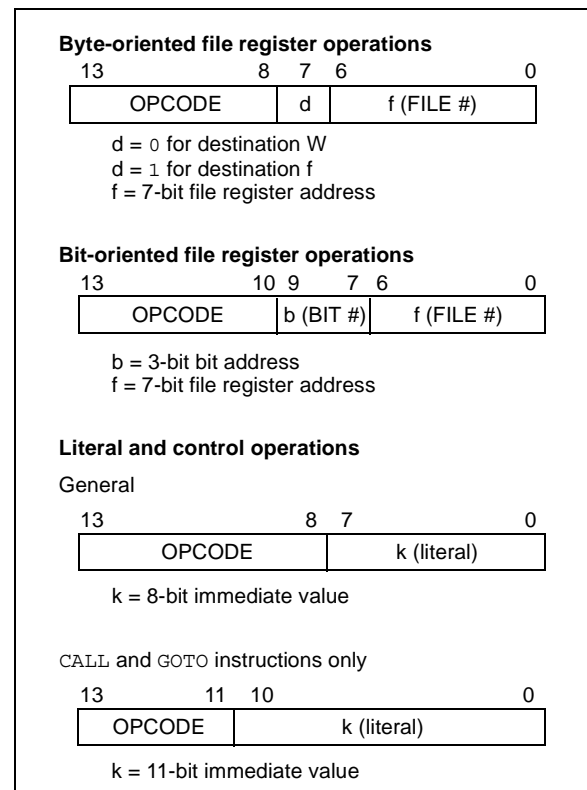 Byte-oriented file register operations
13 8 7 6 0
OPCODE d f (FILE #)
d = 0 for destination W
d = 1 for destination f
f = 7-bit file register address
Bit-oriented file register operations
13 10 9 7 6 0
OPCODE b (BIT #) f (FILE #)
b = 3-bit bit address
f = 7-bit file register address
Literal and control operations
General
13 8 7 0
OPCODE k (literal)
k = 8-bit immediate value
CALL and GOTO instructions only
13 11 10 0
OPCODE k (literal)
k = 11-bit immediate value